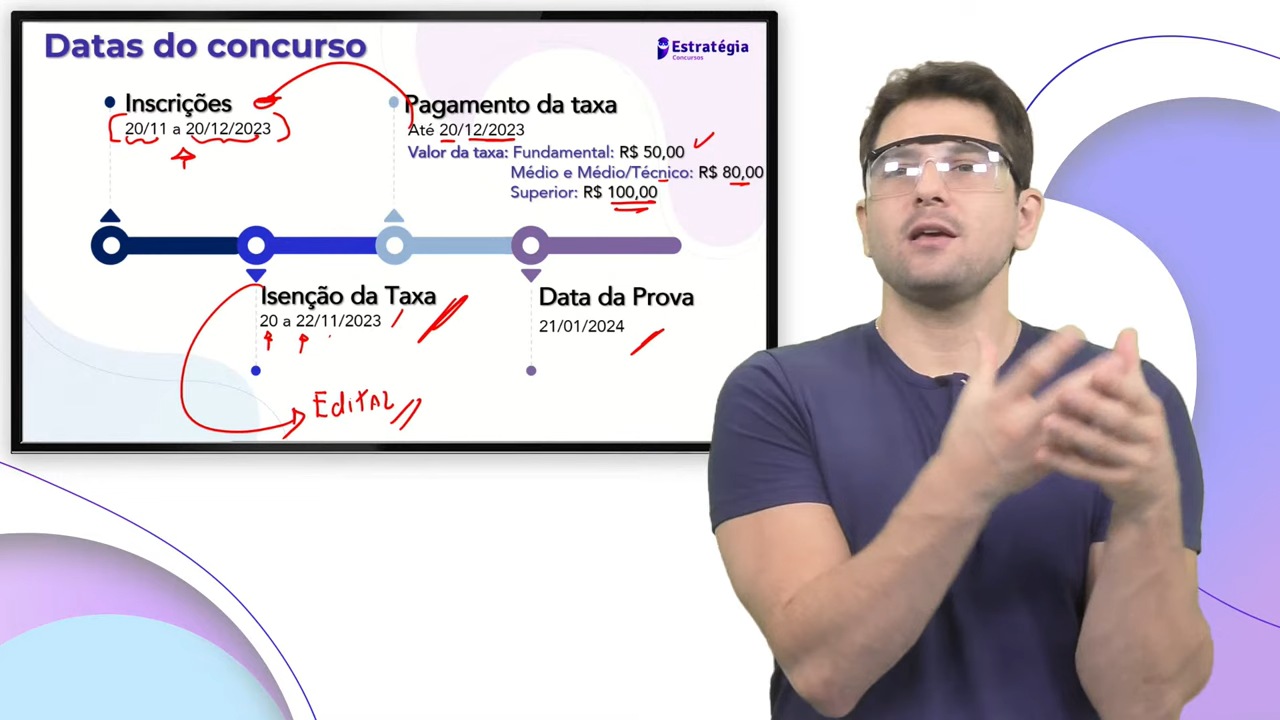 Datas do concurso
Estratégia
Concursos
Inscrições
20/11 a 20/12/2023
Pagamento da taxa
Até 20/12/2023
Valor da taxa: Fundamental: R$ 50,00
Médio e Médio/Técnico: R$ 80,00
Superior: R$ 100,00
Isenção da Taxa
20 a 22/11/2023
Data da Prova
21/01/2024
EdiTAL